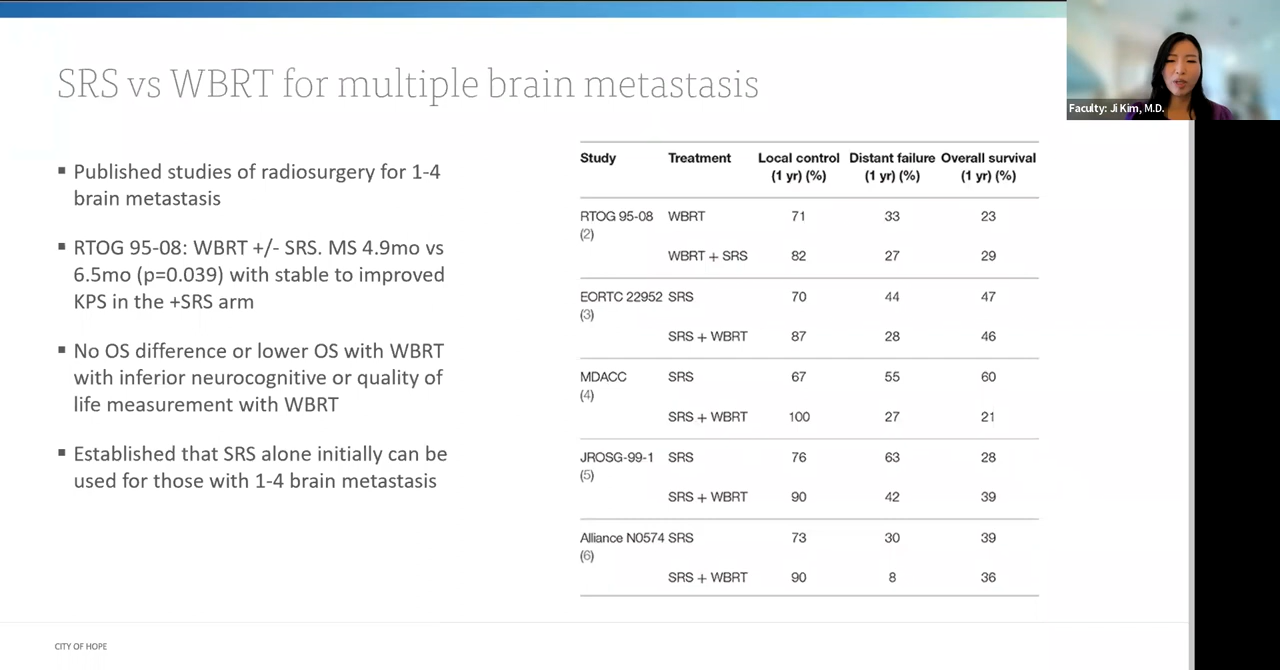 SRS vs WBRT for multiple brain metastasis
Faculty: Ji Kim, M.D.
▪ Published studies of radiosurgery for 1-4
brain metastasis
▪ RTOG 95-08: WBRT +/- SRS. MS 4.9mo vs
6.5mo (p=0.039) with stable to improved
KPS in the +SRS arm
▪ No OS difference or lower OS with WBRT
with inferior neurocognitive or quality of
life measurement with WBRT
▪ Established that SRS alone initially can be
used for those with 1-4 brain metastasis
Study Treatment Local control Distant failure Overall survival
(1 yr) (%) (1 yr) (%) (1 yr) (%)
RTOG 95-08 WBRT 71 33 23
(2)
WBRT + SRS 82 27 29
EORTC 22952 SRS 70 44 47
(3)
SRS + WBRT 87 28 46
MDACC SRS 67 55 60
(4)
SRS + WBRT 100 27 21
JROSG-99-1 SRS 76 63 28
(5)
SRS + WBRT 90 42 39
Alliance N0574 SRS 73 30 39
(6)
SRS + WBRT 90 8 36
CITY OF HOPE